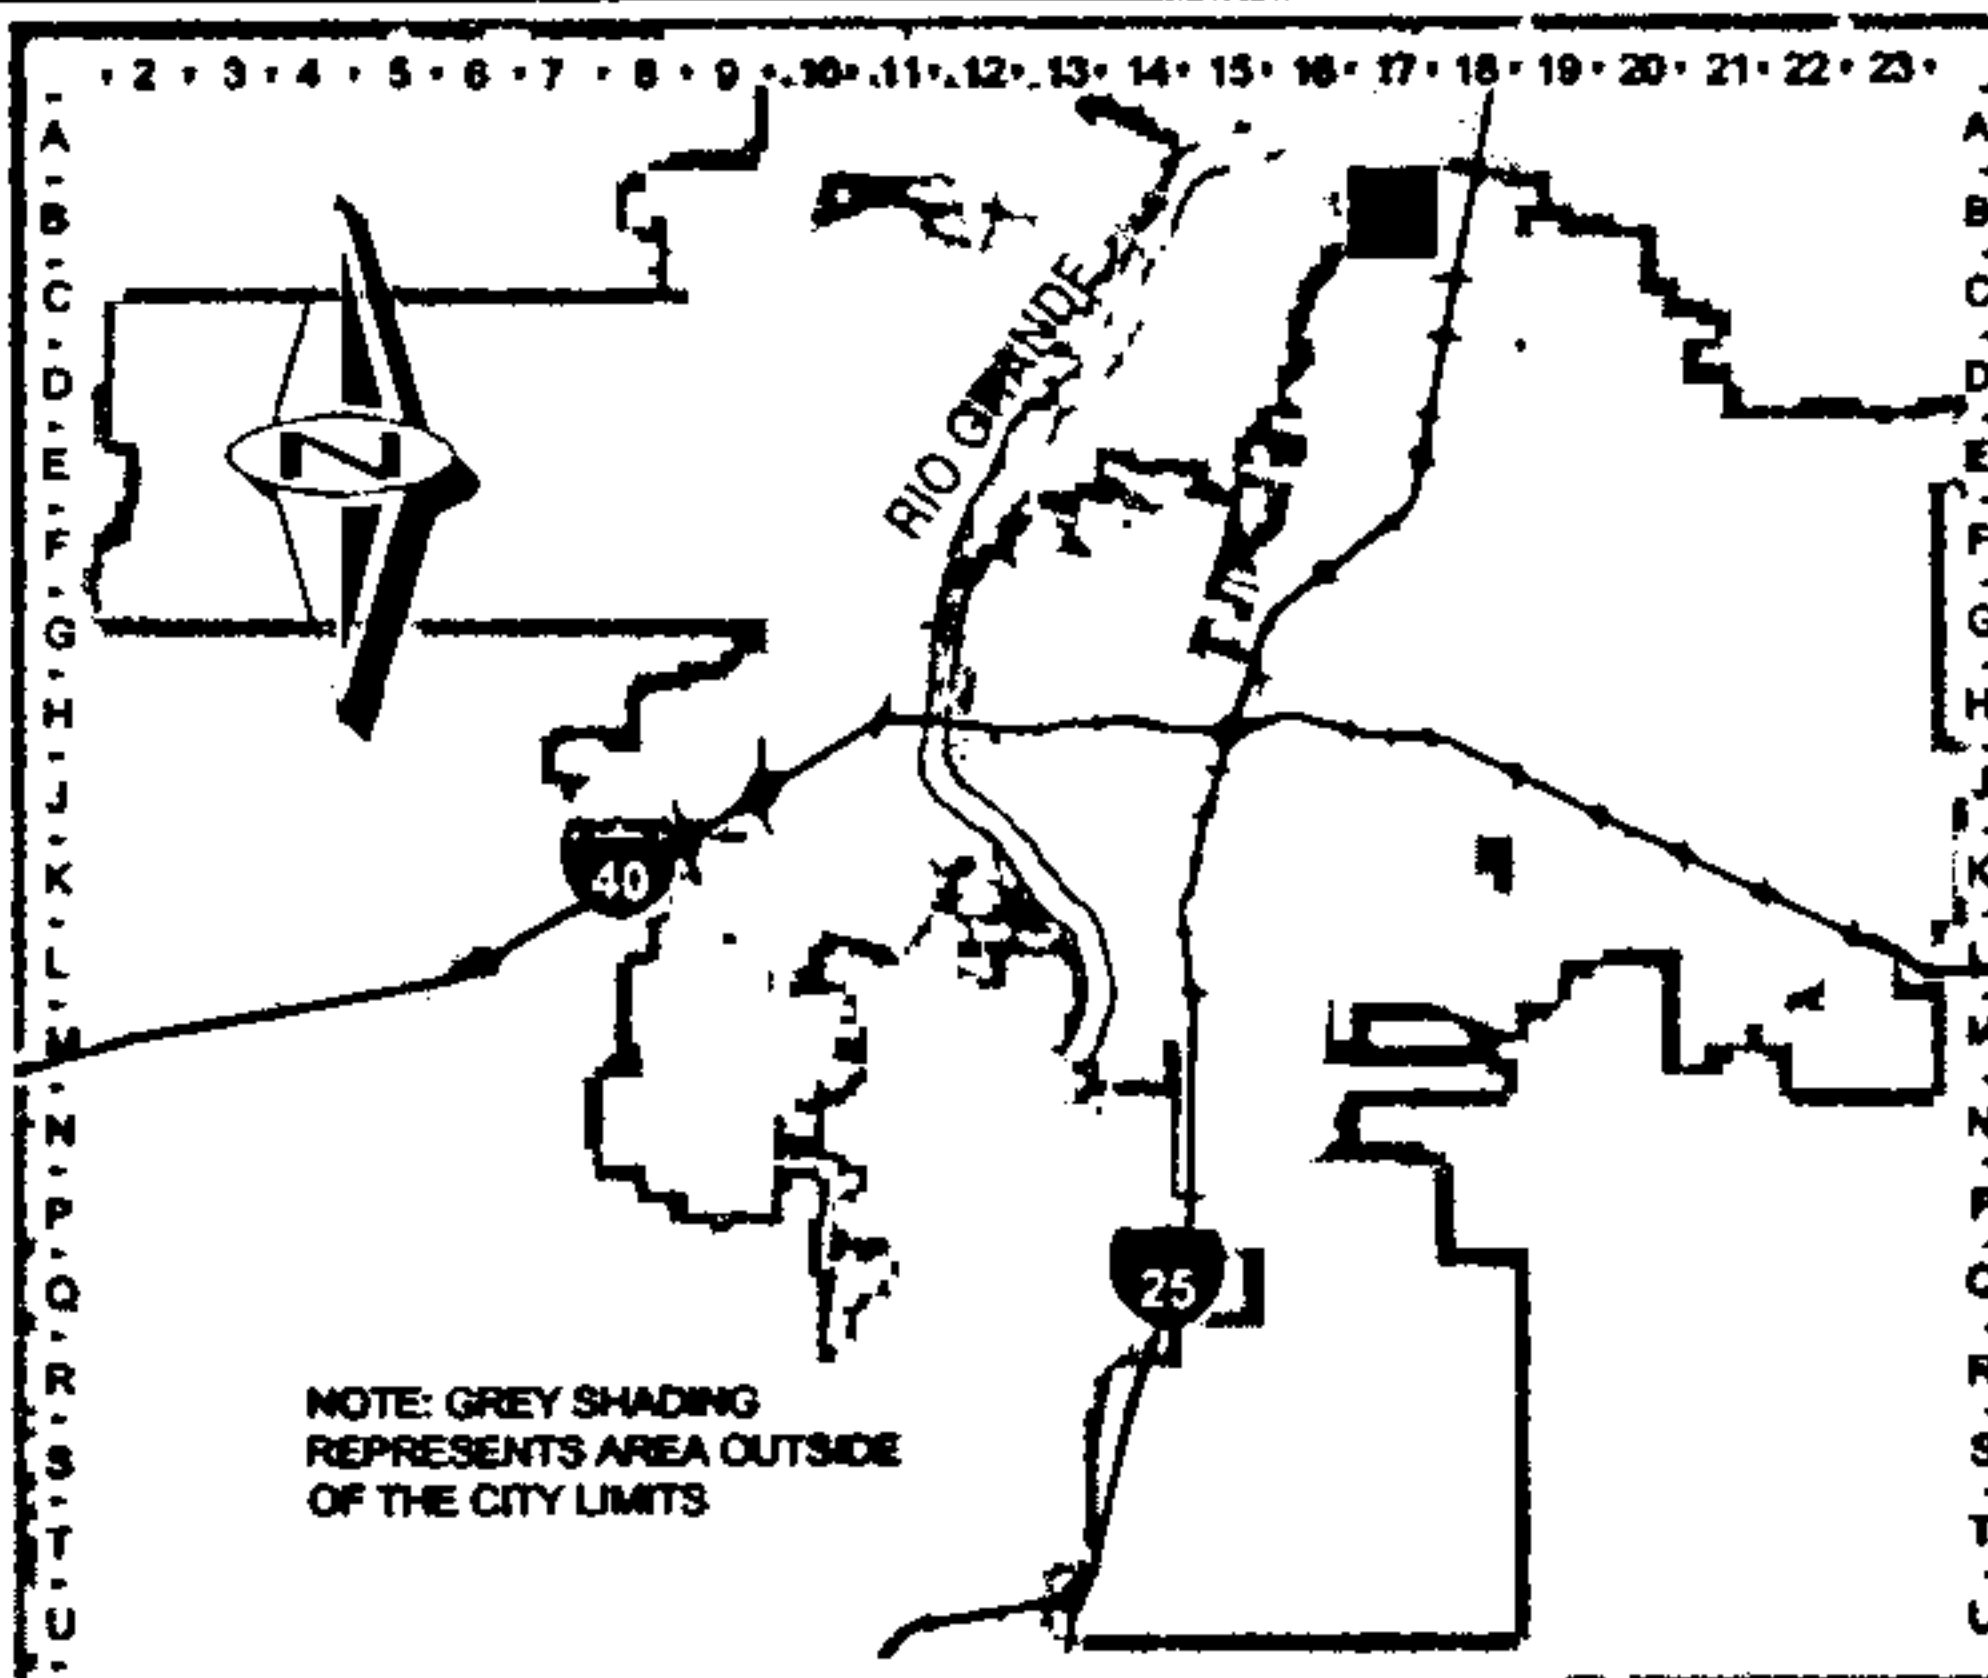 2 3 4 5 6 7 8 9 10 11 12 13 14 15 16 17 18 19 20 21 22 23
A A
B B
C C
RIO GRANDE
D D
E E
N
F F
G G
H H
J J
K K
40
L L
M M
N N
P P
Q Q
25
R R
NOTE: GREY SHADING
REPRESENTS AREA OUTSIDE
OF THE CITY LIMITS
S S
T T
U U